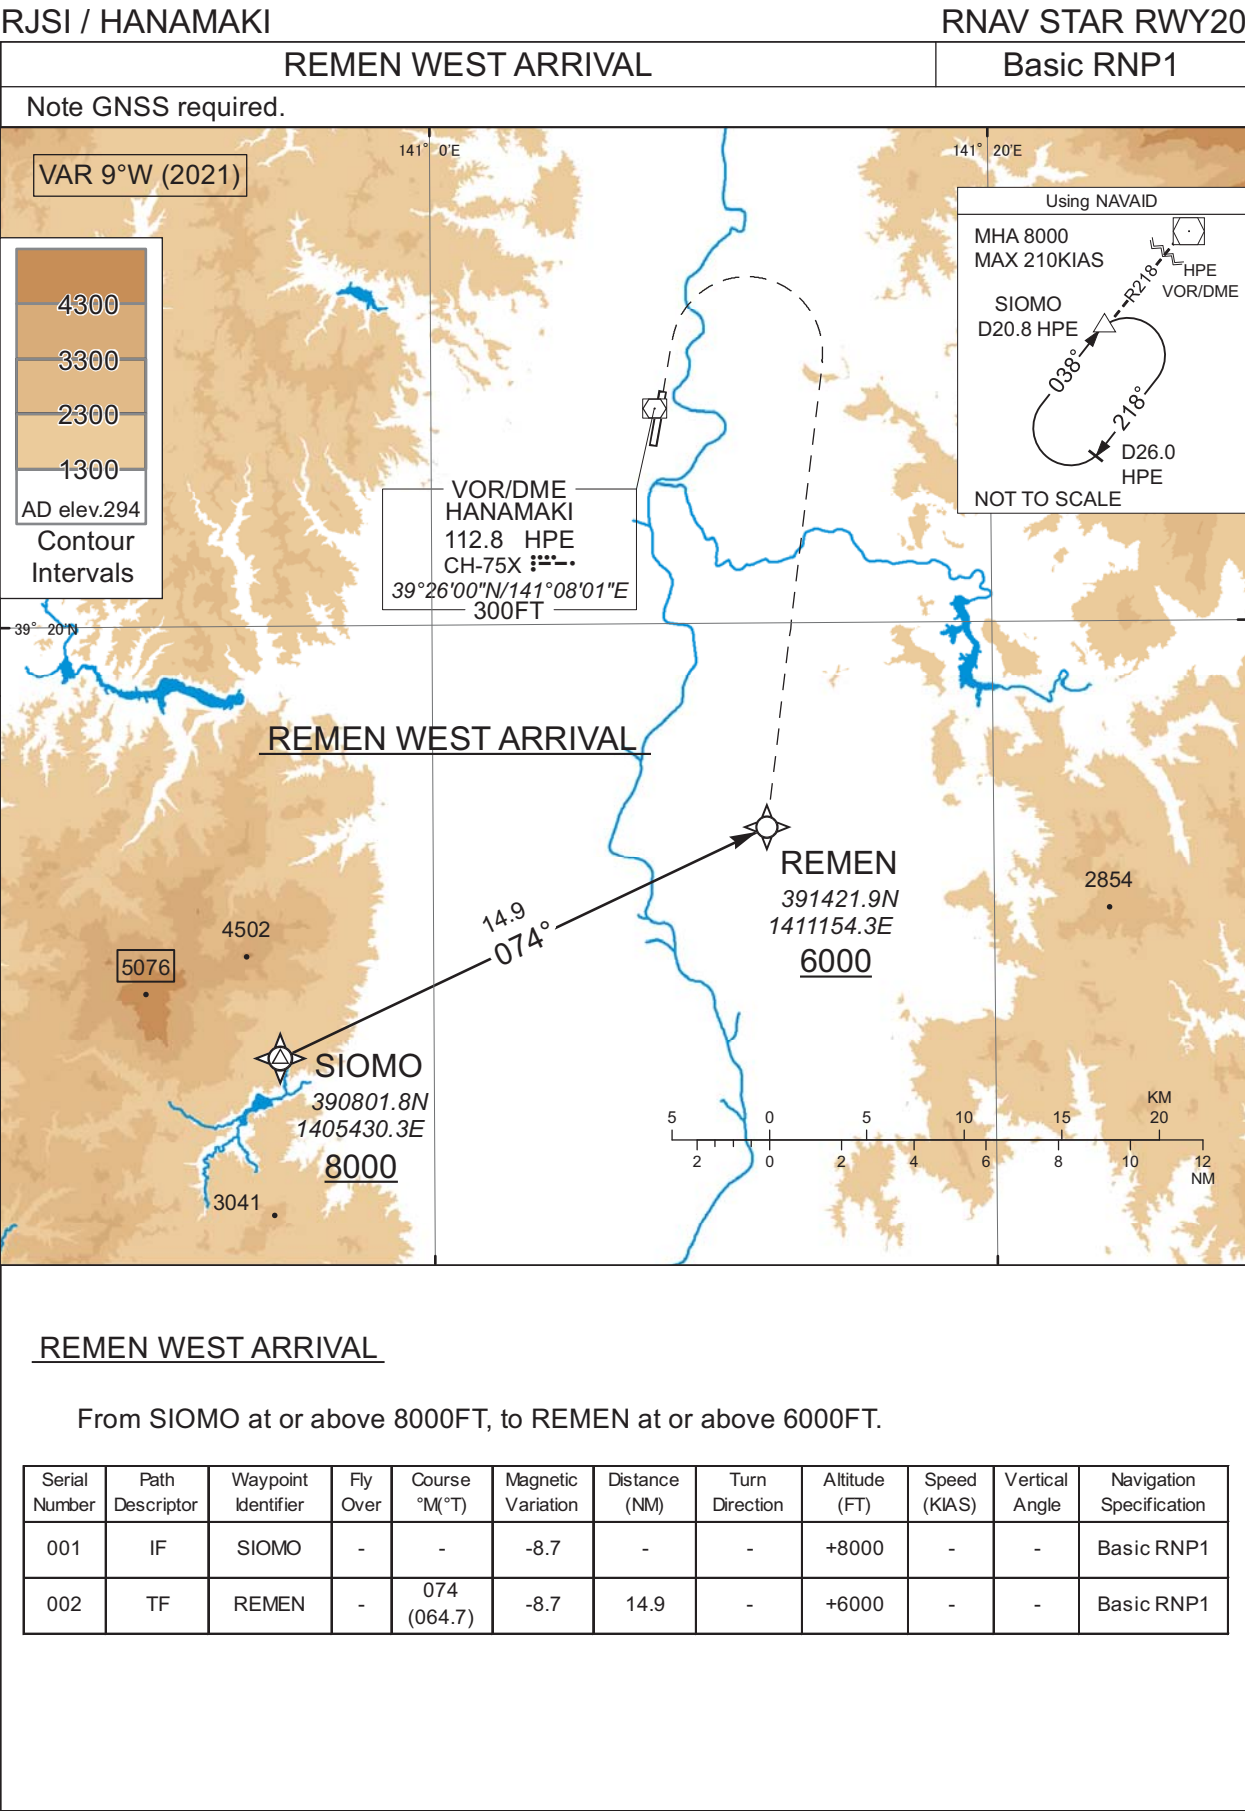 RJSI / HANAMAKI
RNAV STAR RWY20
REMEN WEST ARRIVAL
Basic RNP1
Note GNSS required.
141° 0'E
141° 20'E
VAR 9°W (2021)
Using NAVAID
MHA 8000
MAX 210KIAS
R218
HPE
VOR/DME
SIOMO
D20.8 HPE
038°
218°
D26.0
HPE
NOT TO SCALE
4300
3300
2300
1300
AD elev.294
Contour
Intervals
VOR/DME
HANAMAKI
112.8 HPE
CH-75X
39°26'00"N/141°08'01"E
300FT
39° 20'N
REMEN WEST ARRIVAL
REMEN
391421.9N
1411154.3E
6000
2854
14.9
074°
4502
5076
SIOMO
390801.8N
1405430.3E
8000
3041
KM
5 0 5 10 15 20
2 0 2 4 6 8 10 12
NM
REMEN WEST ARRIVAL
From SIOMO at or above 8000FT, to REMEN at or above 6000FT.
Serial Number Path Descriptor Waypoint Identifier Fly Over Course °M(°T) Magnetic Variation Distance (NM) Turn Direction Altitude (FT) Speed (KIAS) Vertical Angle Navigation Specification
001 IF SIOMO - - -8.7 - - +8000 - - Basic RNP1
002 TF REMEN - 074 (064.7) -8.7 14.9 - +6000 - - Basic RNP1